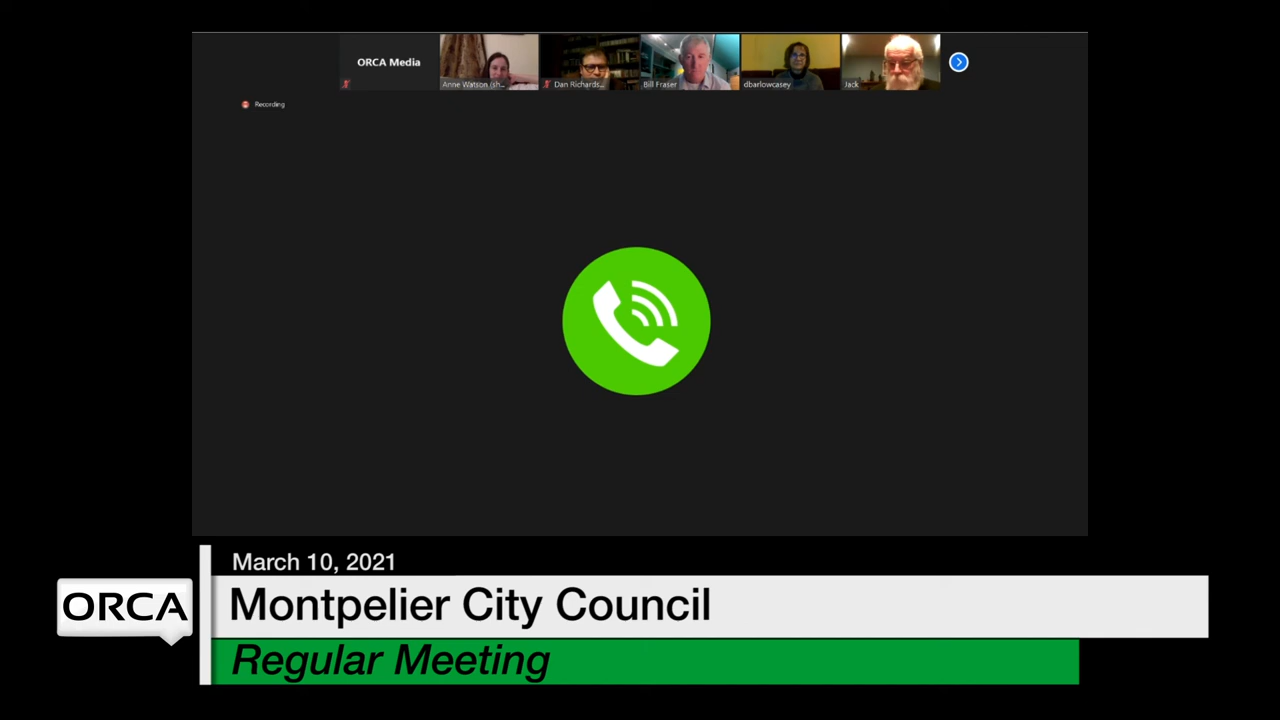 ORCA Media
Anne Watson (sh...
Dan Richards...
Bill Fraser
dbarlowcasey
Jack
Recording
March 10, 2021
ORCA
Montpelier City Council
Regular Meeting